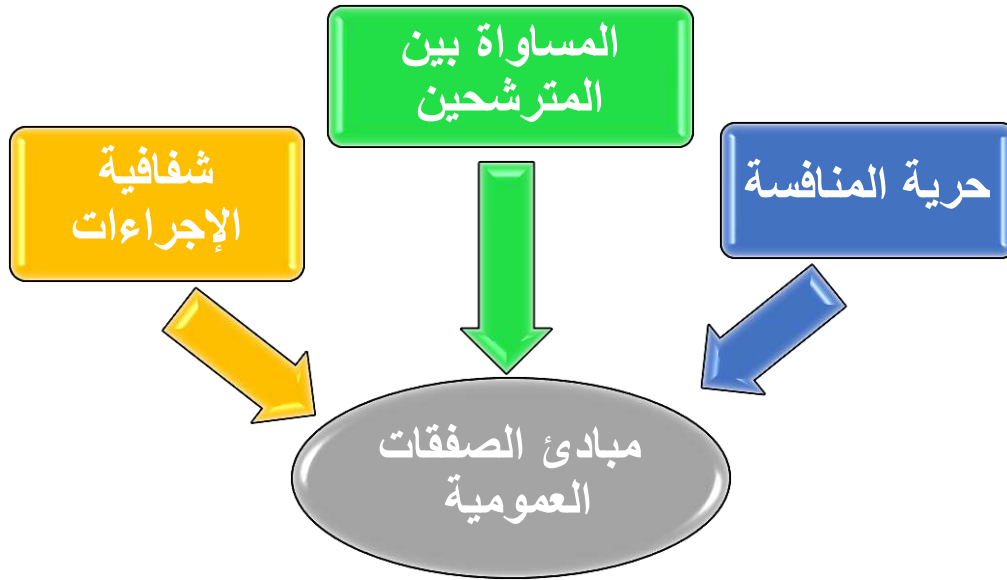 المساواة بين
المترشحين
حرية المنافسة
شفافية
الإجراءات
مبادئ الصفقات
العمومية